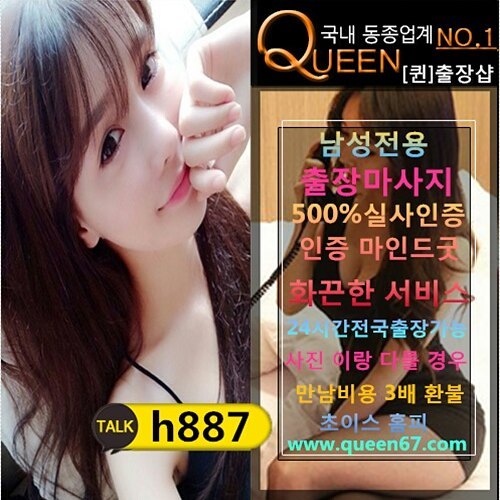 국내 동종업계 NO.1
QUEEN [퀸]출장샵
남성전용
출장마사지
500%실사인증
인증 마인드굿
화끈한 서비스
24시간전국출장가능
사진 이랑 다를 경우
만남비용 3배 환불
초이스 홈피
www.queen67.com
TALK h887